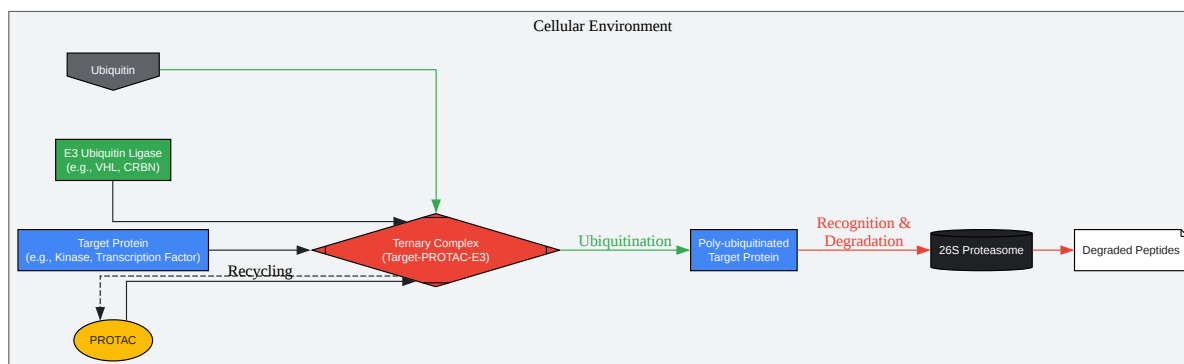 Cellular Environment
Ubiquitin
E3 Ubiquitin Ligase
(e.g., VHL, CRBN)
Target Protein
(e.g., Kinase, Transcription Factor)
Recycling
PROTAC
Ternary Complex
(Target-PROTAC-E3)
Ubiquitination
Poly-ubiquitinated
Target Protein
Recognition &
Degradation
26S Proteasome
Degraded Peptides